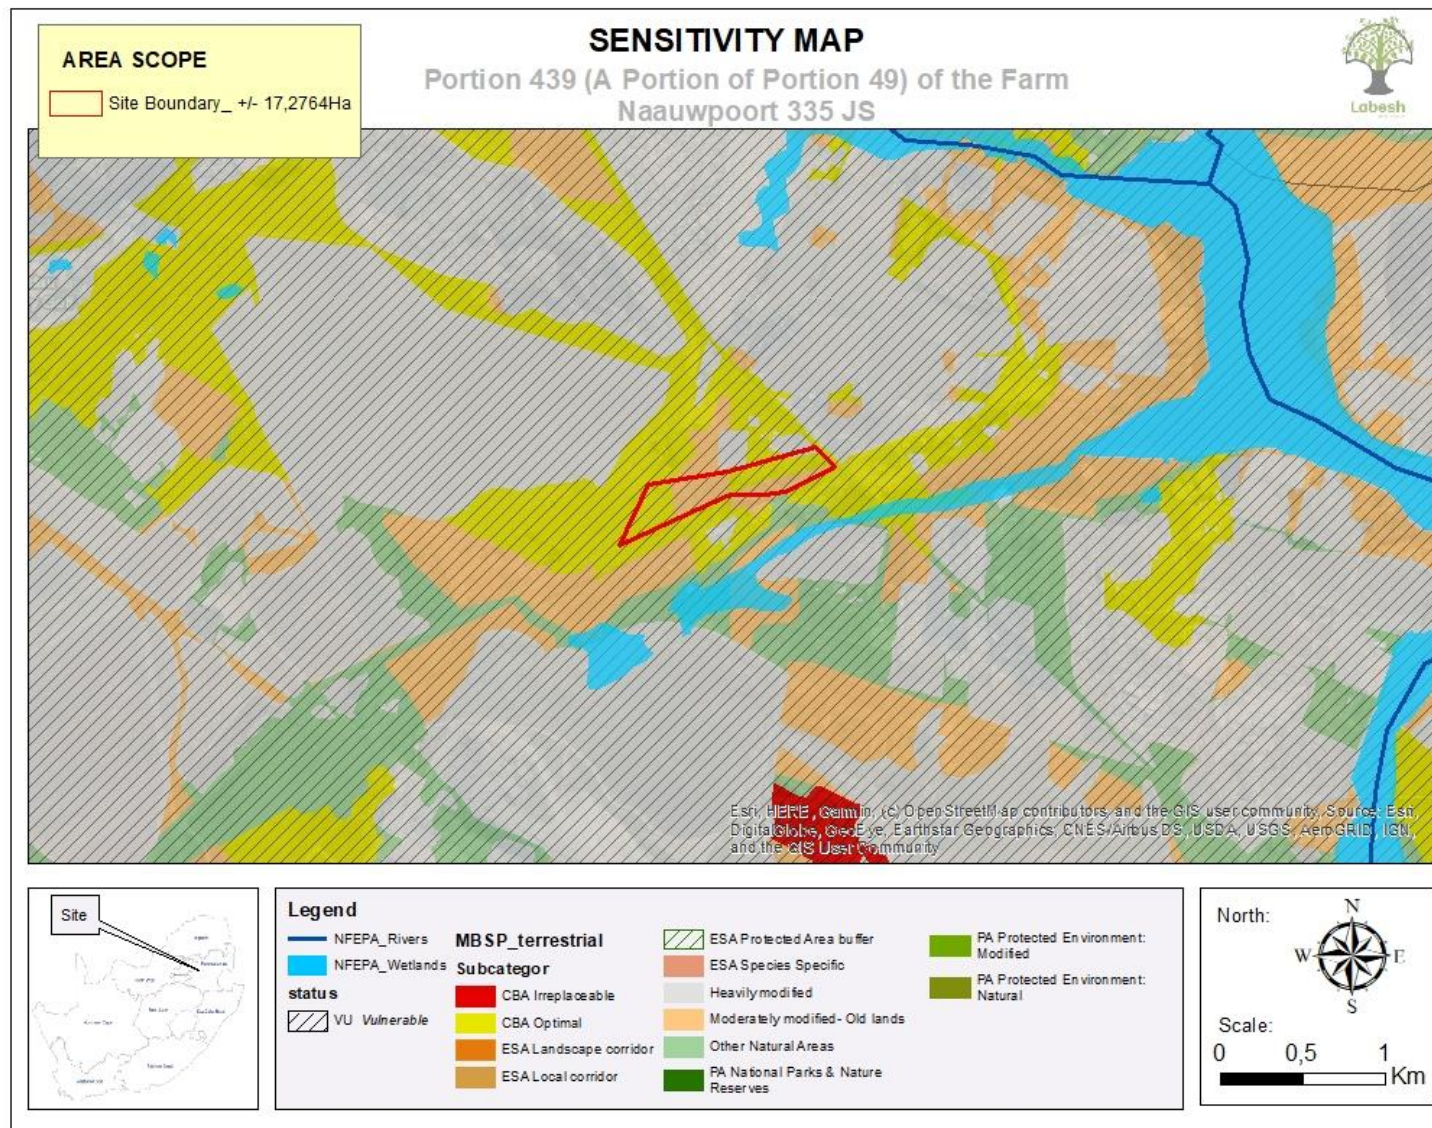 SENSITIVITY MAP
Portion 439 (A Portion of Portion 49) of the Farm
Naauwpoort 335 JS
AREA SCOPE
Site Boundary_ +/- 17,2764Ha
Labesh
Esri, HERE, Garmin, (c) OpenStreetMap contributors, and the GIS user community, Source: Esri,
DigitalGlobe, GeoEye, Earthstar Geographics, CNES/Airbus DS, USDA, USGS, AeroGRID, IGN,
and the GIS User Community
Site
Legend
NFEPA_Rivers
NFEPA_Wetlands
status
VU Vulnerable
MBSP_terrestrial
Subcategor
CBA Irreplaceable
CBA Optimal
ESA Landscape corridor
ESA Local corridor
ESA Protected Area buffer
ESA Species Specific
Heavily modified
Moderately modified- Old lands
Other Natural Areas
PA National Parks & Nature
Reserves
PA Protected Environment:
Modified
PA Protected Environment:
Natural
North:
N
W
E
S
Scale:
0 0,5 1
Km